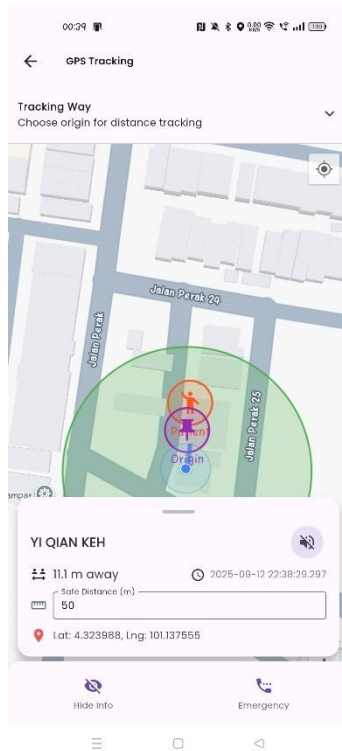 00:39
GPS Tracking
Tracking Way
Choose origin for distance tracking
Jalan Perak 24
Jalan Perak
Jalan Perak 25
Patient
Origin
YI QIAN KEH
11.1 m away
2025-09-12 22:38:29.297
Safe Distance (m)
50
Lat: 4.323988, Lng: 101.137555
Hide Info
Emergency